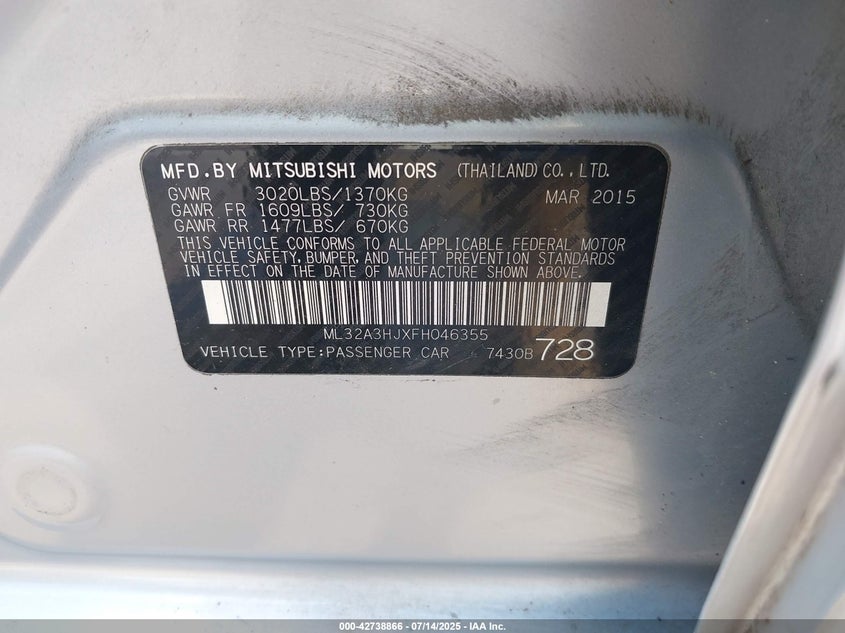 MFD.BY MITSUBISHI MOTORS (THAILAND) CO.,LTD.
GVWR 3020LBS/1370KG MAR 2015
GAWR FR 1609LBS/ 730KG
GAWR RR 1477LBS/ 670KG
THIS VEHICLE CONFORMS TO ALL APPLICABLE FEDERAL MOTOR
VEHICLE SAFETY, BUMPER, AND THEFT PREVENTION STANDARDS
IN EFFECT ON THE DATE OF MANUFACTURE SHOWN ABOVE.
ML32A3HJXFH046355
VEHICLE TYPE:PASSENGER CAR 7430B 728
000-42738866 - 07/14/2025 - IAA Inc.